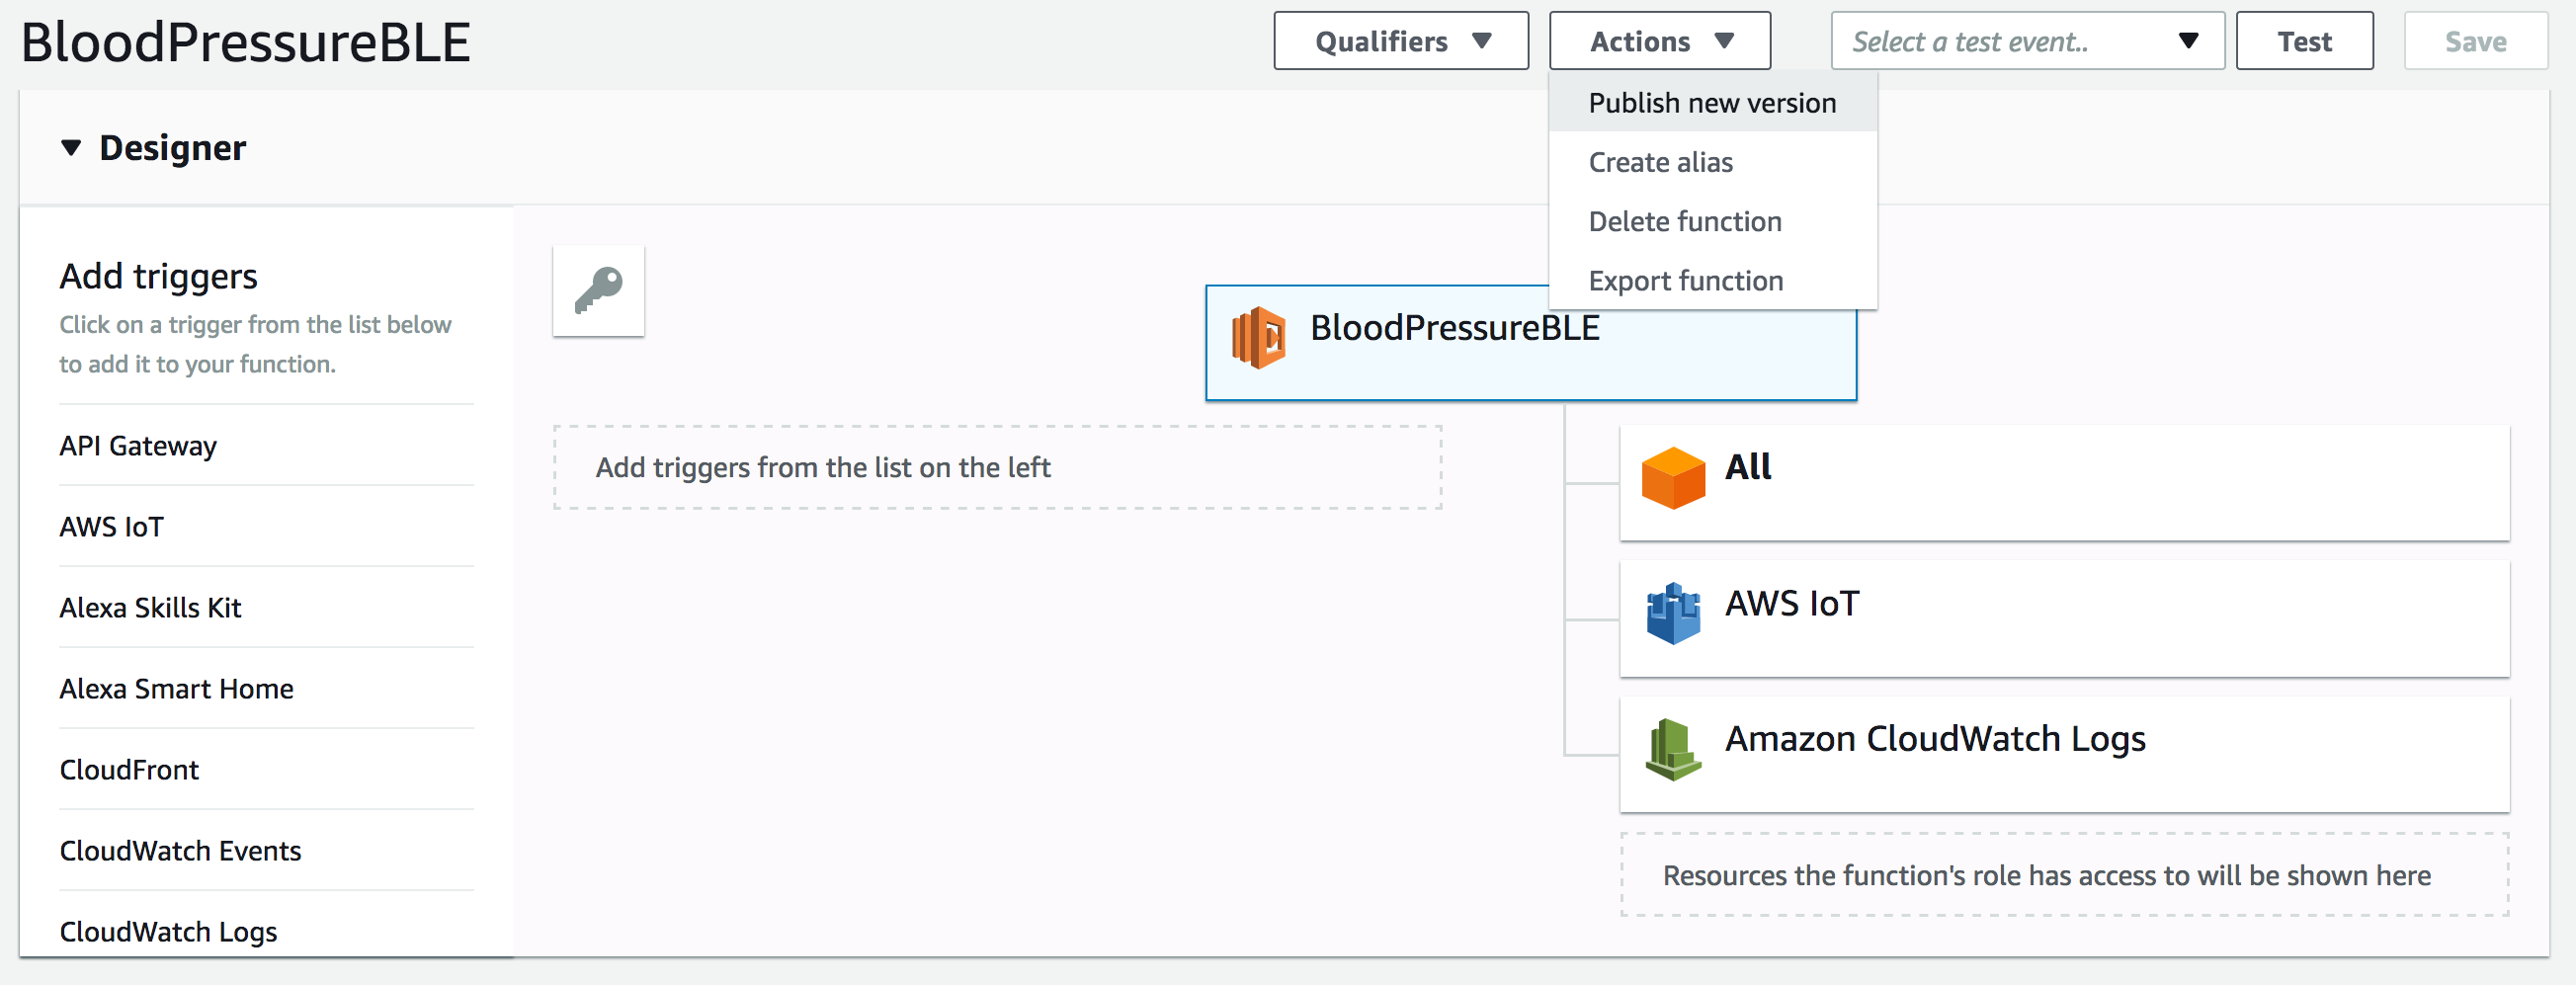 BloodPressureBLE
Qualifiers
Actions
Select a test event..
Test
Save
Publish new version
Create alias
Delete function
Export function
Designer
Add triggers
Click on a trigger from the list below
to add it to your function.
API Gateway
AWS IoT
Alexa Skills Kit
Alexa Smart Home
CloudFront
CloudWatch Events
CloudWatch Logs
BloodPressureBLE
Add triggers from the list on the left
All
AWS IoT
Amazon CloudWatch Logs
Resources the function's role has access to will be shown here